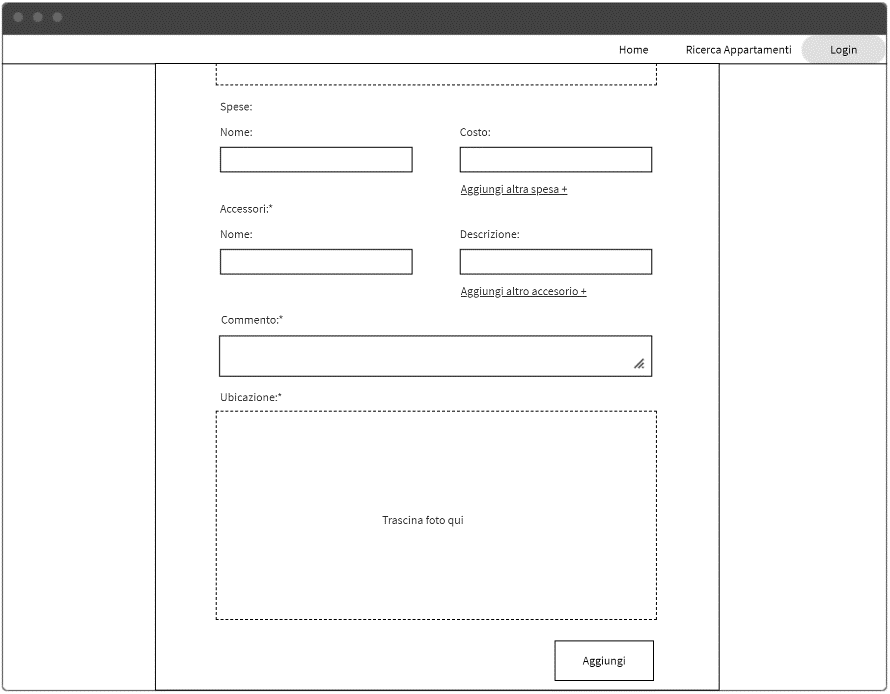 Home Ricerca Appartamenti Login
Spese:
Nome: Costo:
Aggiungi altra spesa +
Accessori:*
Nome: Descrizione:
Aggiungi altro accesorio +
Commento:*
Ubicazione:*
Trascina foto qui
Aggiungi